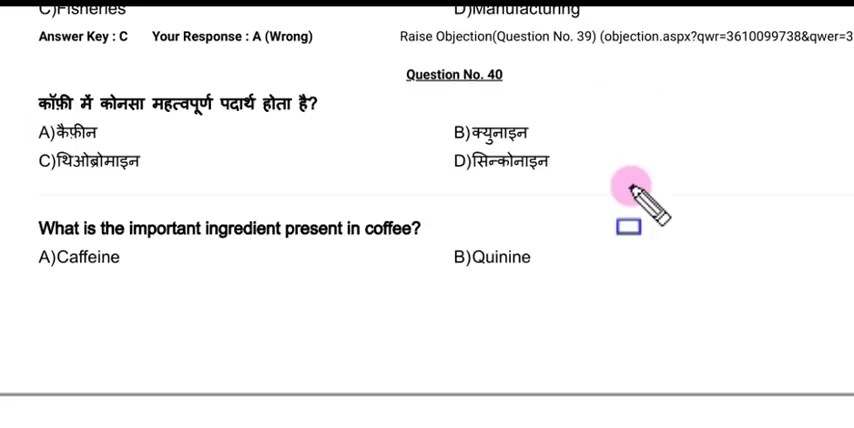 C)Fisheries D)Manufacturing
Answer Key : C Your Response : A (Wrong) Raise Objection(Question No. 39) (objection.aspx?qwr=3610099738&qwer=3
Question No. 40
कॉफ़ी में कोनसा महत्वपूर्ण पदार्थ होता है?
A)कैफ़ीन B)क्युनाइन
C)थिओब्रोमाइन D)सिन्कोनाइन
What is the important ingredient present in coffee?
A)Caffeine B)Quinine